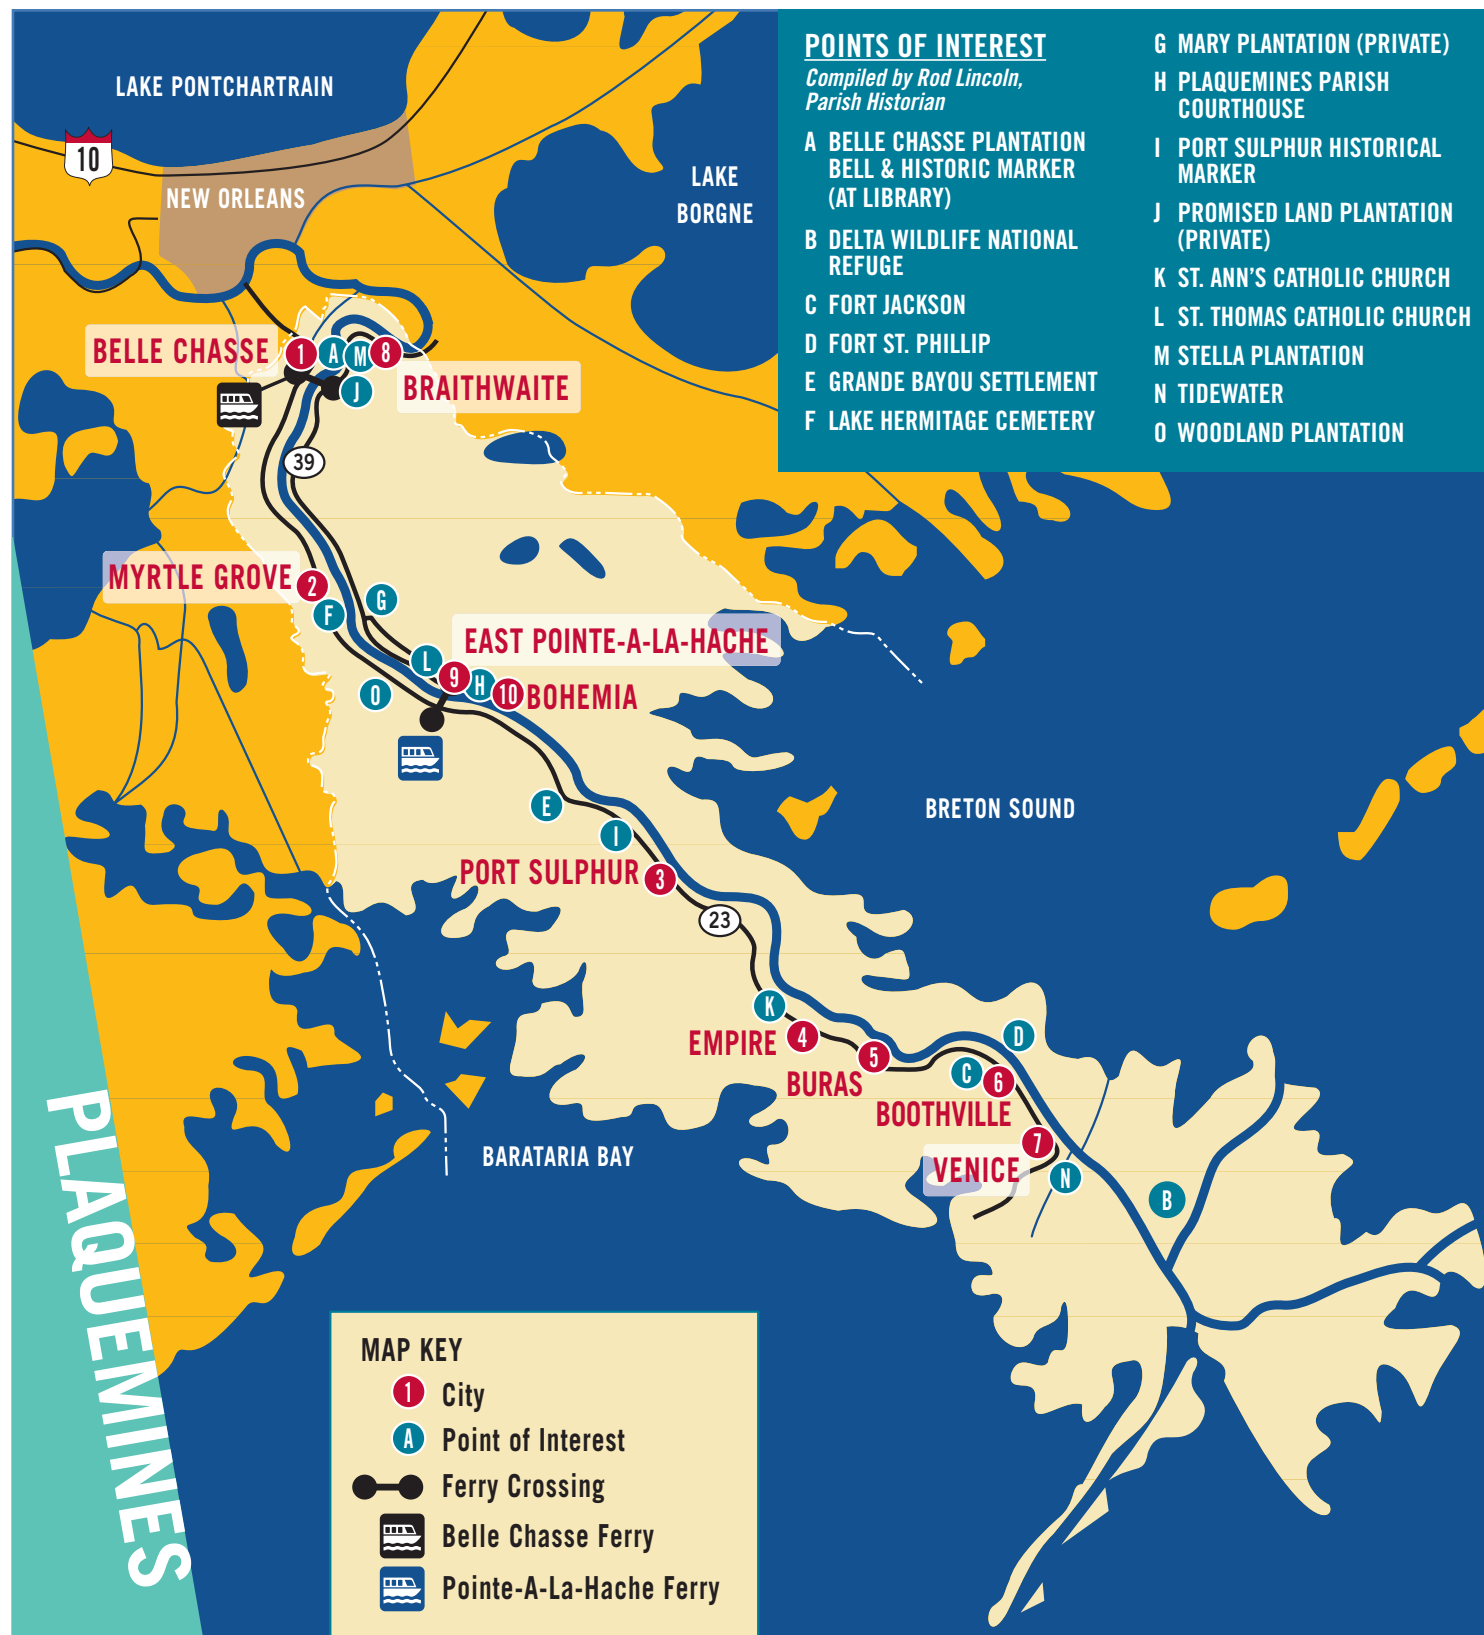 LAKE PONTCHARTRAIN
10
NEW ORLEANS
LAKE
BORGNE
POINTS OF INTEREST
Compiled by Rod Lincoln,
Parish Historian
A BELLE CHASSE PLANTATION
BELL & HISTORIC MARKER
(AT LIBRARY)
B DELTA WILDLIFE NATIONAL
REFUGE
C FORT JACKSON
D FORT ST. PHILLIP
E GRANDE BAYOU SETTLEMENT
F LAKE HERMITAGE CEMETERY
G MARY PLANTATION (PRIVATE)
H PLAQUEMINES PARISH
COURTHOUSE
I PORT SULPHUR HISTORICAL
MARKER
J PROMISED LAND PLANTATION
(PRIVATE)
K ST. ANN'S CATHOLIC CHURCH
L ST. THOMAS CATHOLIC CHURCH
M STELLA PLANTATION
N TIDEWATER
O WOODLAND PLANTATION
BELLE CHASSE 1 A M 8
J BRAITHWAITE
39
MYRTLE GROVE 2
F G
EAST POINTE-A-LA-HACHE
L 9 H 10 BOHEMIA
O
E
I
PORT SULPHUR 3
23
BRETON SOUND
K
EMPIRE 4
D
5
BURAS
C 6
BOOTHVILLE
7
VENICE
N
B
BARATARIA BAY
PLAQUEMINES
MAP KEY
1 City
A Point of Interest
Ferry Crossing
Belle Chasse Ferry
Pointe-A-La-Hache Ferry